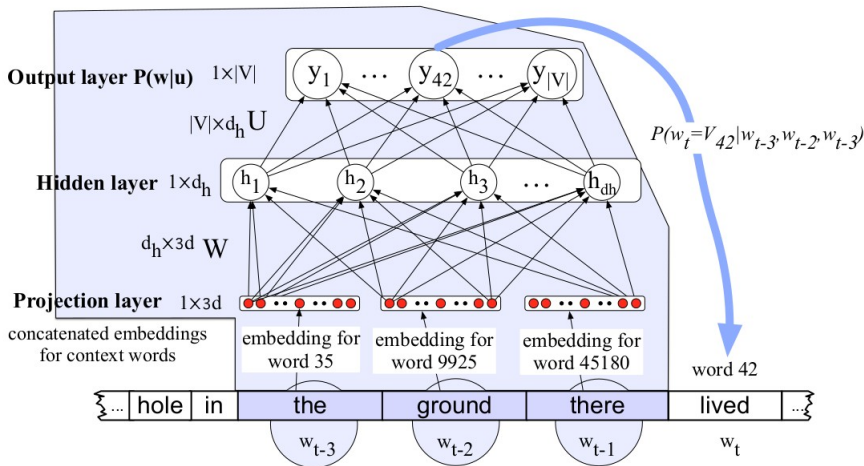 Output layer P(w|u) 1×|V| y1 ··· y42 ··· y|V|
|V|×dh U
P(wt=V42|wt-3,wt-2,wt-3)
Hidden layer 1×dh h1 h2 h3 ··· hdh
dh×3d W
Projection layer 1×3d
concatenated embeddings
for context words
embedding for
word 35
embedding for
word 9925
embedding for
word 45180
word 42
... hole in the ground there lived ...
wt-3 wt-2 wt-1 wt